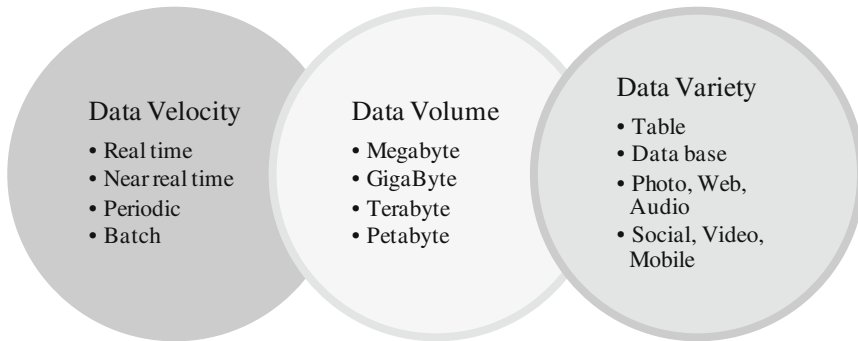 Data Velocity
• Real time
• Near real time
• Periodic
• Batch
Data Volume
• Megabyte
• GigaByte
• Terabyte
• Petabyte
Data Variety
• Table
• Data base
• Photo, Web,
Audio
• Social, Video,
Mobile